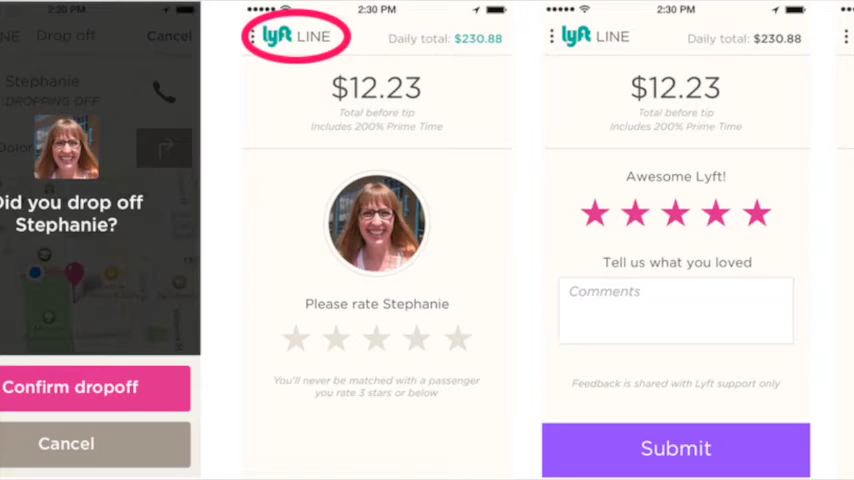 2:30 PM
NE Drop off Cancel
Stephanie
DROPPING OFF
Dolor
Did you drop off
Stephanie?
Confirm dropoff
Cancel
2:30 PM
lyft LINE Daily total: $230.88
$12.23
Total before tip
Includes 200% Prime Time
Please rate Stephanie
You'll never be matched with a passenger
you rate 3 stars or below
2:30 PM
lyft LINE Daily total: $230.88
$12.23
Total before tip
Includes 200% Prime Time
Awesome Lyft!
Tell us what you loved
Comments
Feedback is shared with Lyft support only
Submit